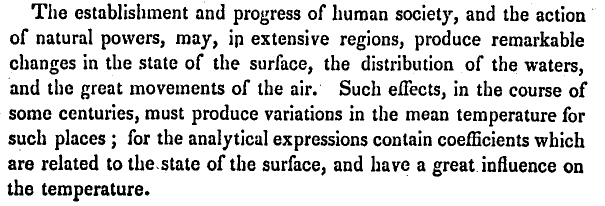 The establishment and progress of human society, and the action
of natural powers, may, in extensive regions, produce remarkable
changes in the state of the surface, the distribution of the waters,
and the great movements of the air. Such effects, in the course of
some centuries, must produce variations in the mean temperature for
such places; for the analytical expressions contain coefficients which
are related to the state of the surface, and have a great influence on
the temperature.